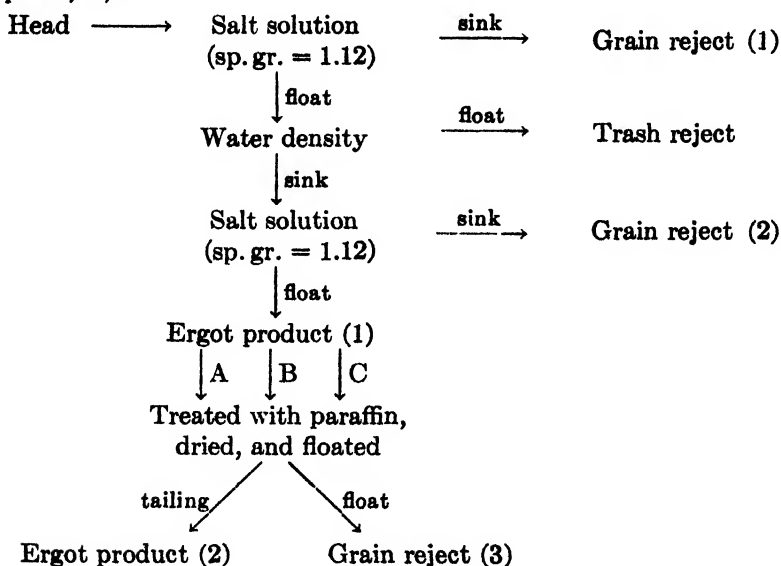 Head Salt solution sink Grain reject (1)
(sp. gr. = 1.12)
float
Water density float Trash reject
sink
Salt solution sink Grain reject (2)
(sp. gr. = 1.12)
float
Ergot product (1)
A B C
Treated with paraffin,
dried, and floated
tailing float
Ergot product (2) Grain reject (3)